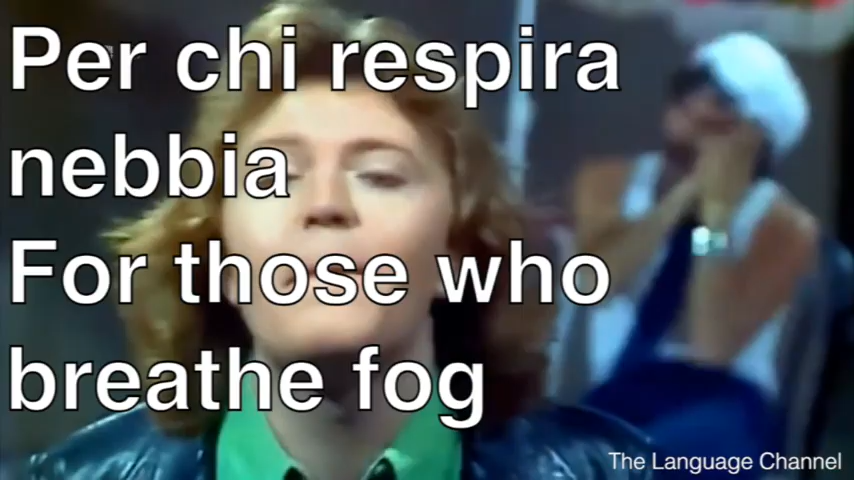 Per chi respira
nebbia
For those who
breathe fog
The Language Channel